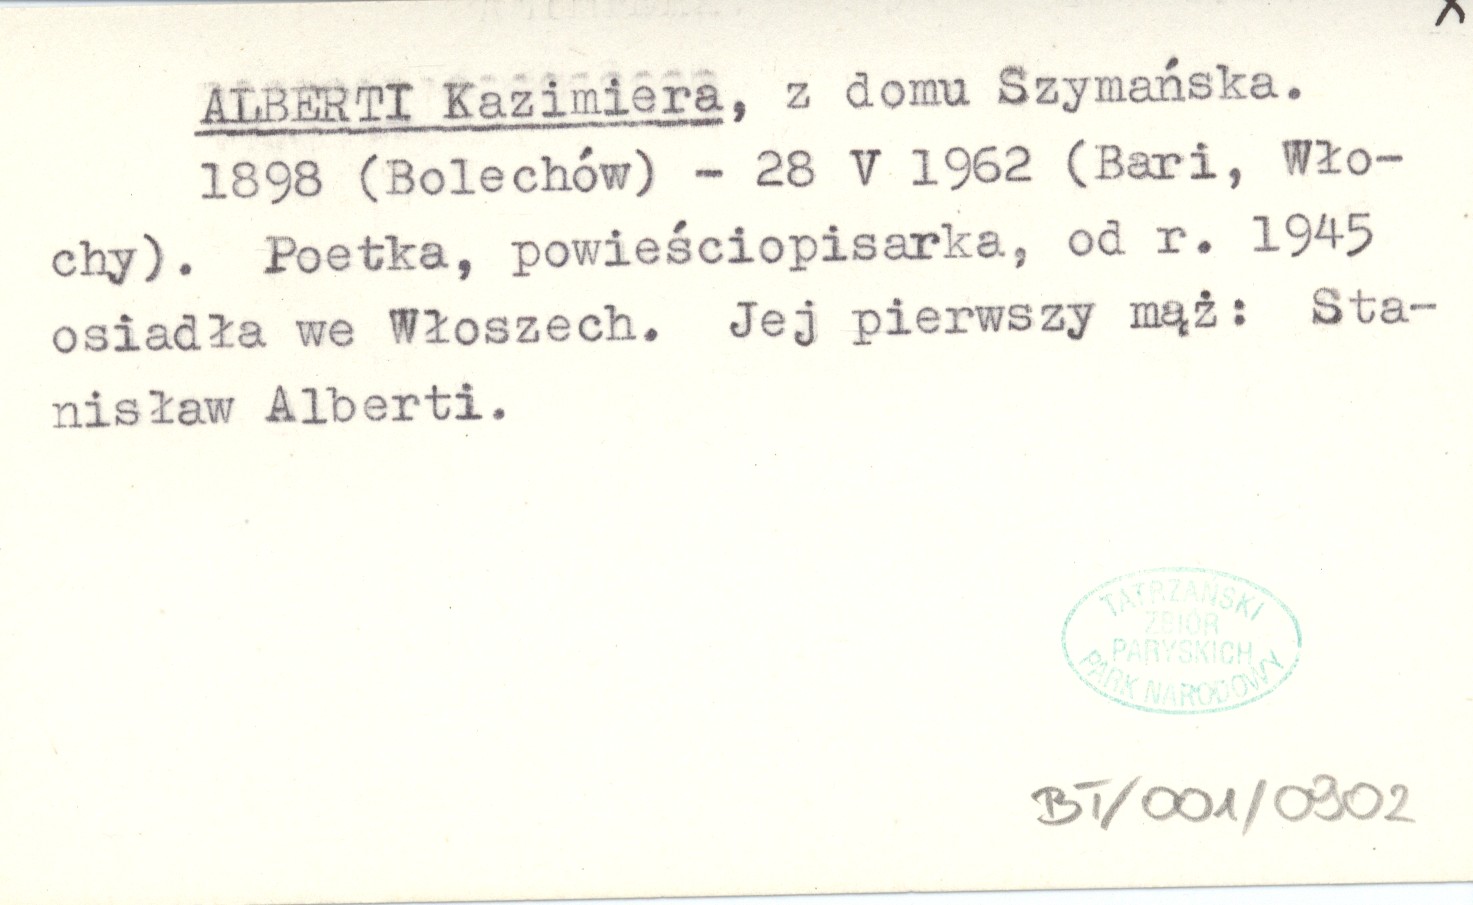 X
ALBERTI Kazimiera, z domu Szymańska.
1898 (Bolechów) - 28 V 1962 (Bari, Wło-
chy). Poetka, powieściopisarka, od r. 1945
osiadła we Włoszech. Jej pierwszy mąż: Sta-
nisław Alberti.
TATRZAŃSKI
ZBIÓR
PARYSKICH
PARK NARODOWY
BT/001/0902